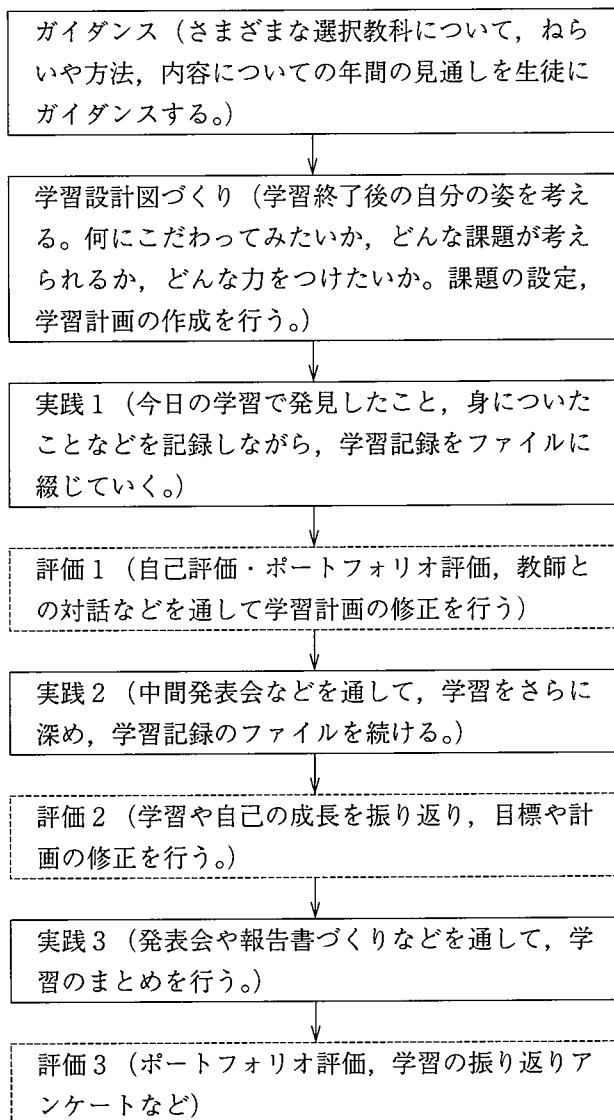 ガイダンス（さまざまな選択教科について，ねら
いや方法，内容についての年間の見通しを生徒に
ガイダンスする。）
学習設計図づくり（学習終了後の自分の姿を考え
る。何にこだわってみたいか，どんな課題が考え
られるか，どんな力をつけたいか。課題の設定，
学習計画の作成を行う。）
実践１（今日の学習で発見したこと，身についた
ことなどを記録しながら，学習記録をファイルに
綴じていく。）
評価１（自己評価・ポートフォリオ評価，教師と
の対話などを通して学習計画の修正を行う）
実践２（中間発表会などを通して，学習をさらに
深め，学習記録のファイルを続ける。）
評価２（学習や自己の成長を振り返り，目標や計
画の修正を行う。）
実践３（発表会や報告書づくりなどを通して，学
習のまとめを行う。）
評価３（ポートフォリオ評価，学習の振り返りア
ンケートなど）